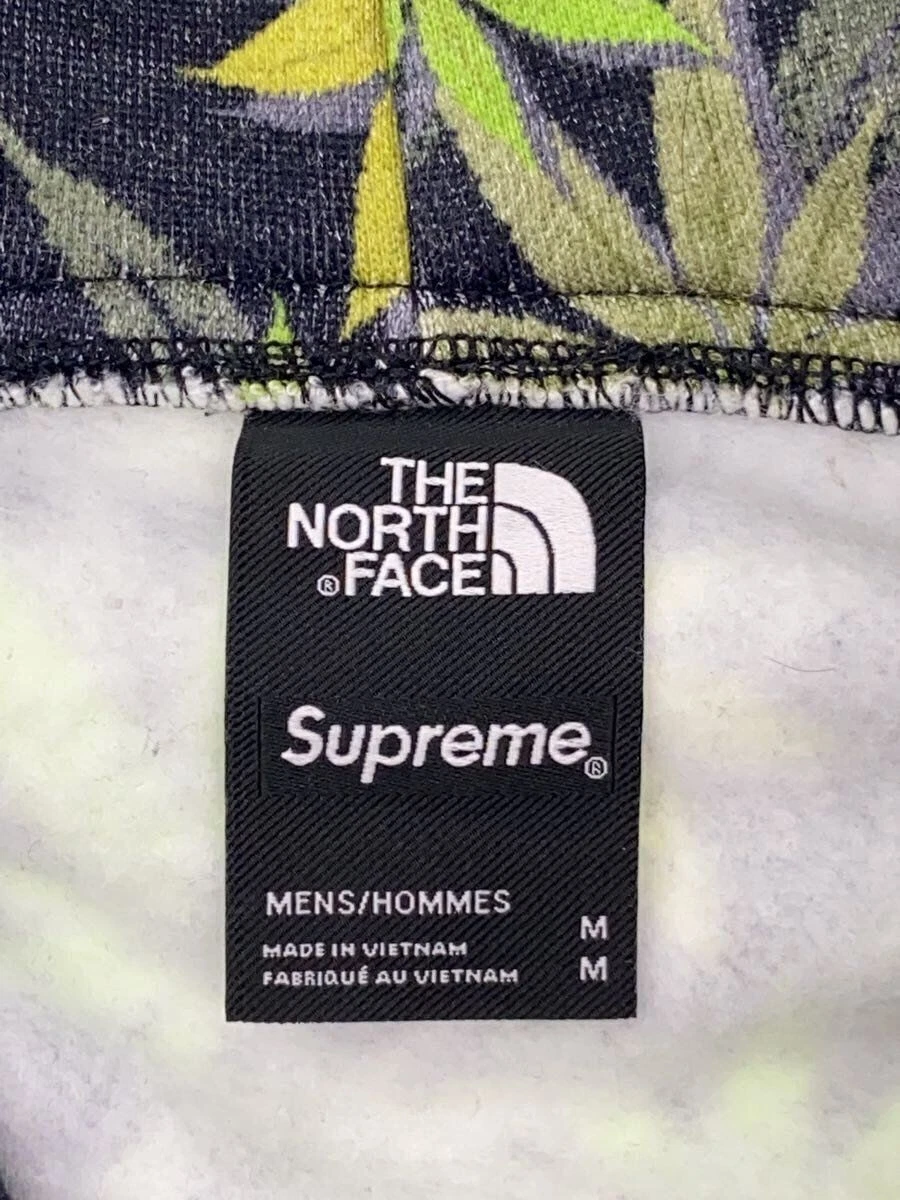 THE
NORTH
®FACE
Supreme®
MENS/HOMMES M
MADE IN VIETNAM
FABRIQUÉ AU VIETNAM M